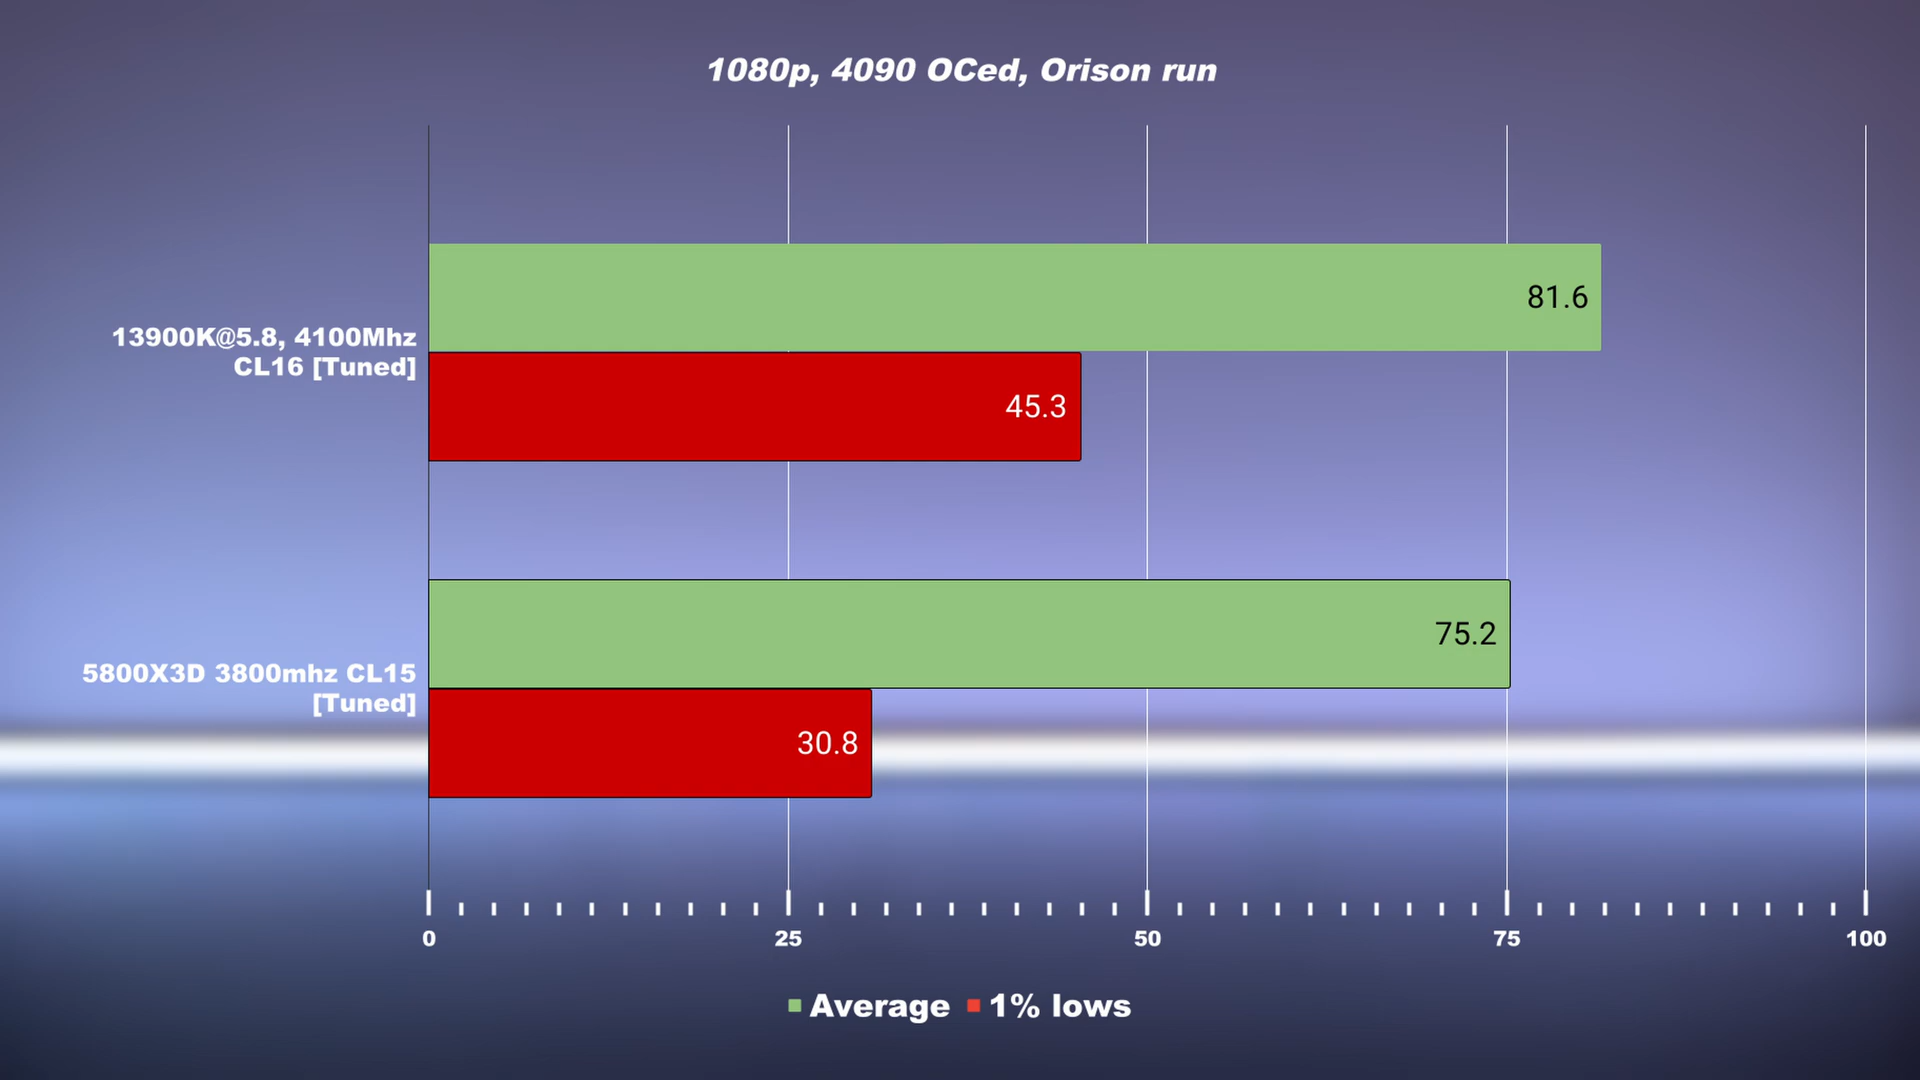 1080p, 4090 OCed, Orison run
13900K@5.8, 4100Mhz
CL16 [Tuned]
81.6
45.3
5800X3D 3800mhz CL15
[Tuned]
75.2
30.8
0 25 50 75 100
Average 1% lows